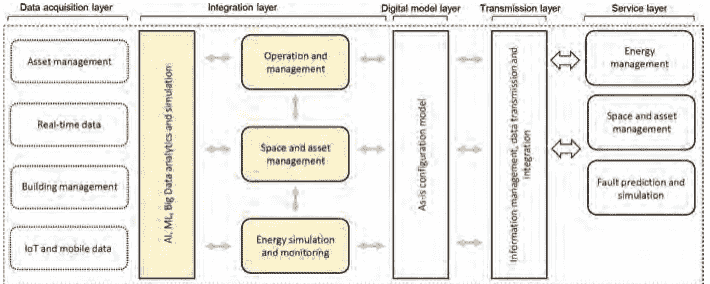 Data acquisition layer
Integration layer
Digital model layer
Transmission layer
Service layer
Asset management
Real-time data
Building management
IoT and mobile data
AI, ML, Big Data analytics and simulation
Operation and
management
Space and asset
management
Energy simulation
and monitoring
As-is configuration model
Information management, data transmission and
integration
Energy
management
Space and asset
management
Fault prediction and
simulation